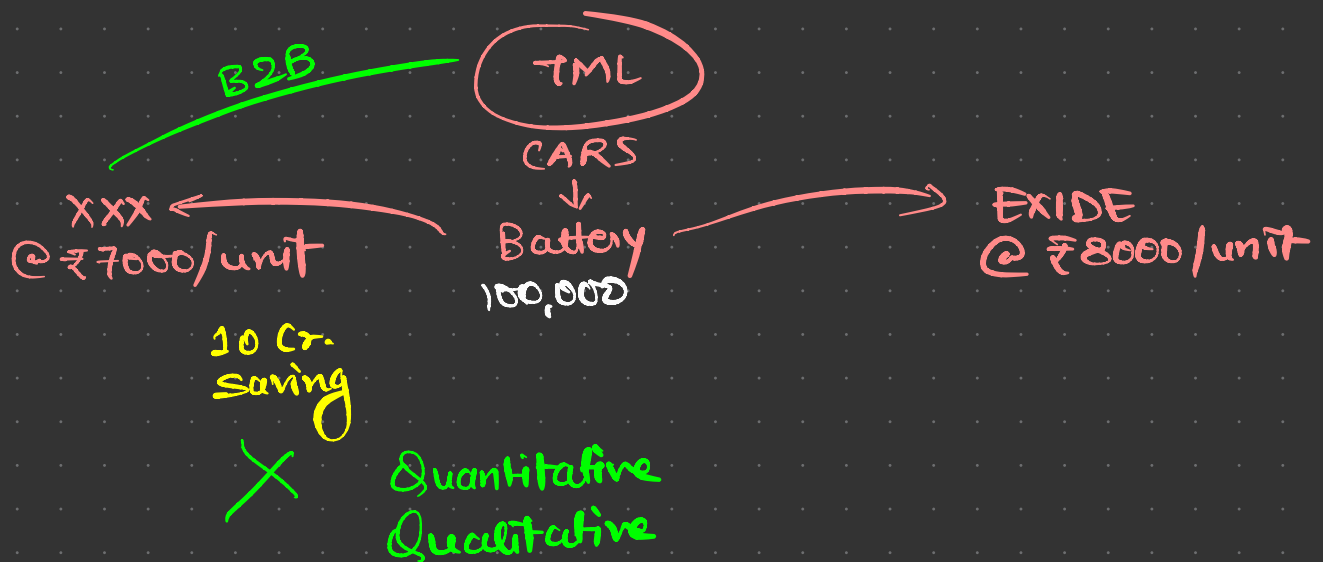 B2B
TML
CARS
XXX
@ ₹7000/unit
Battery
100,000
EXIDE
@ ₹8000/unit
10 Cr.
Saving
X
Quantitative
Qualitative